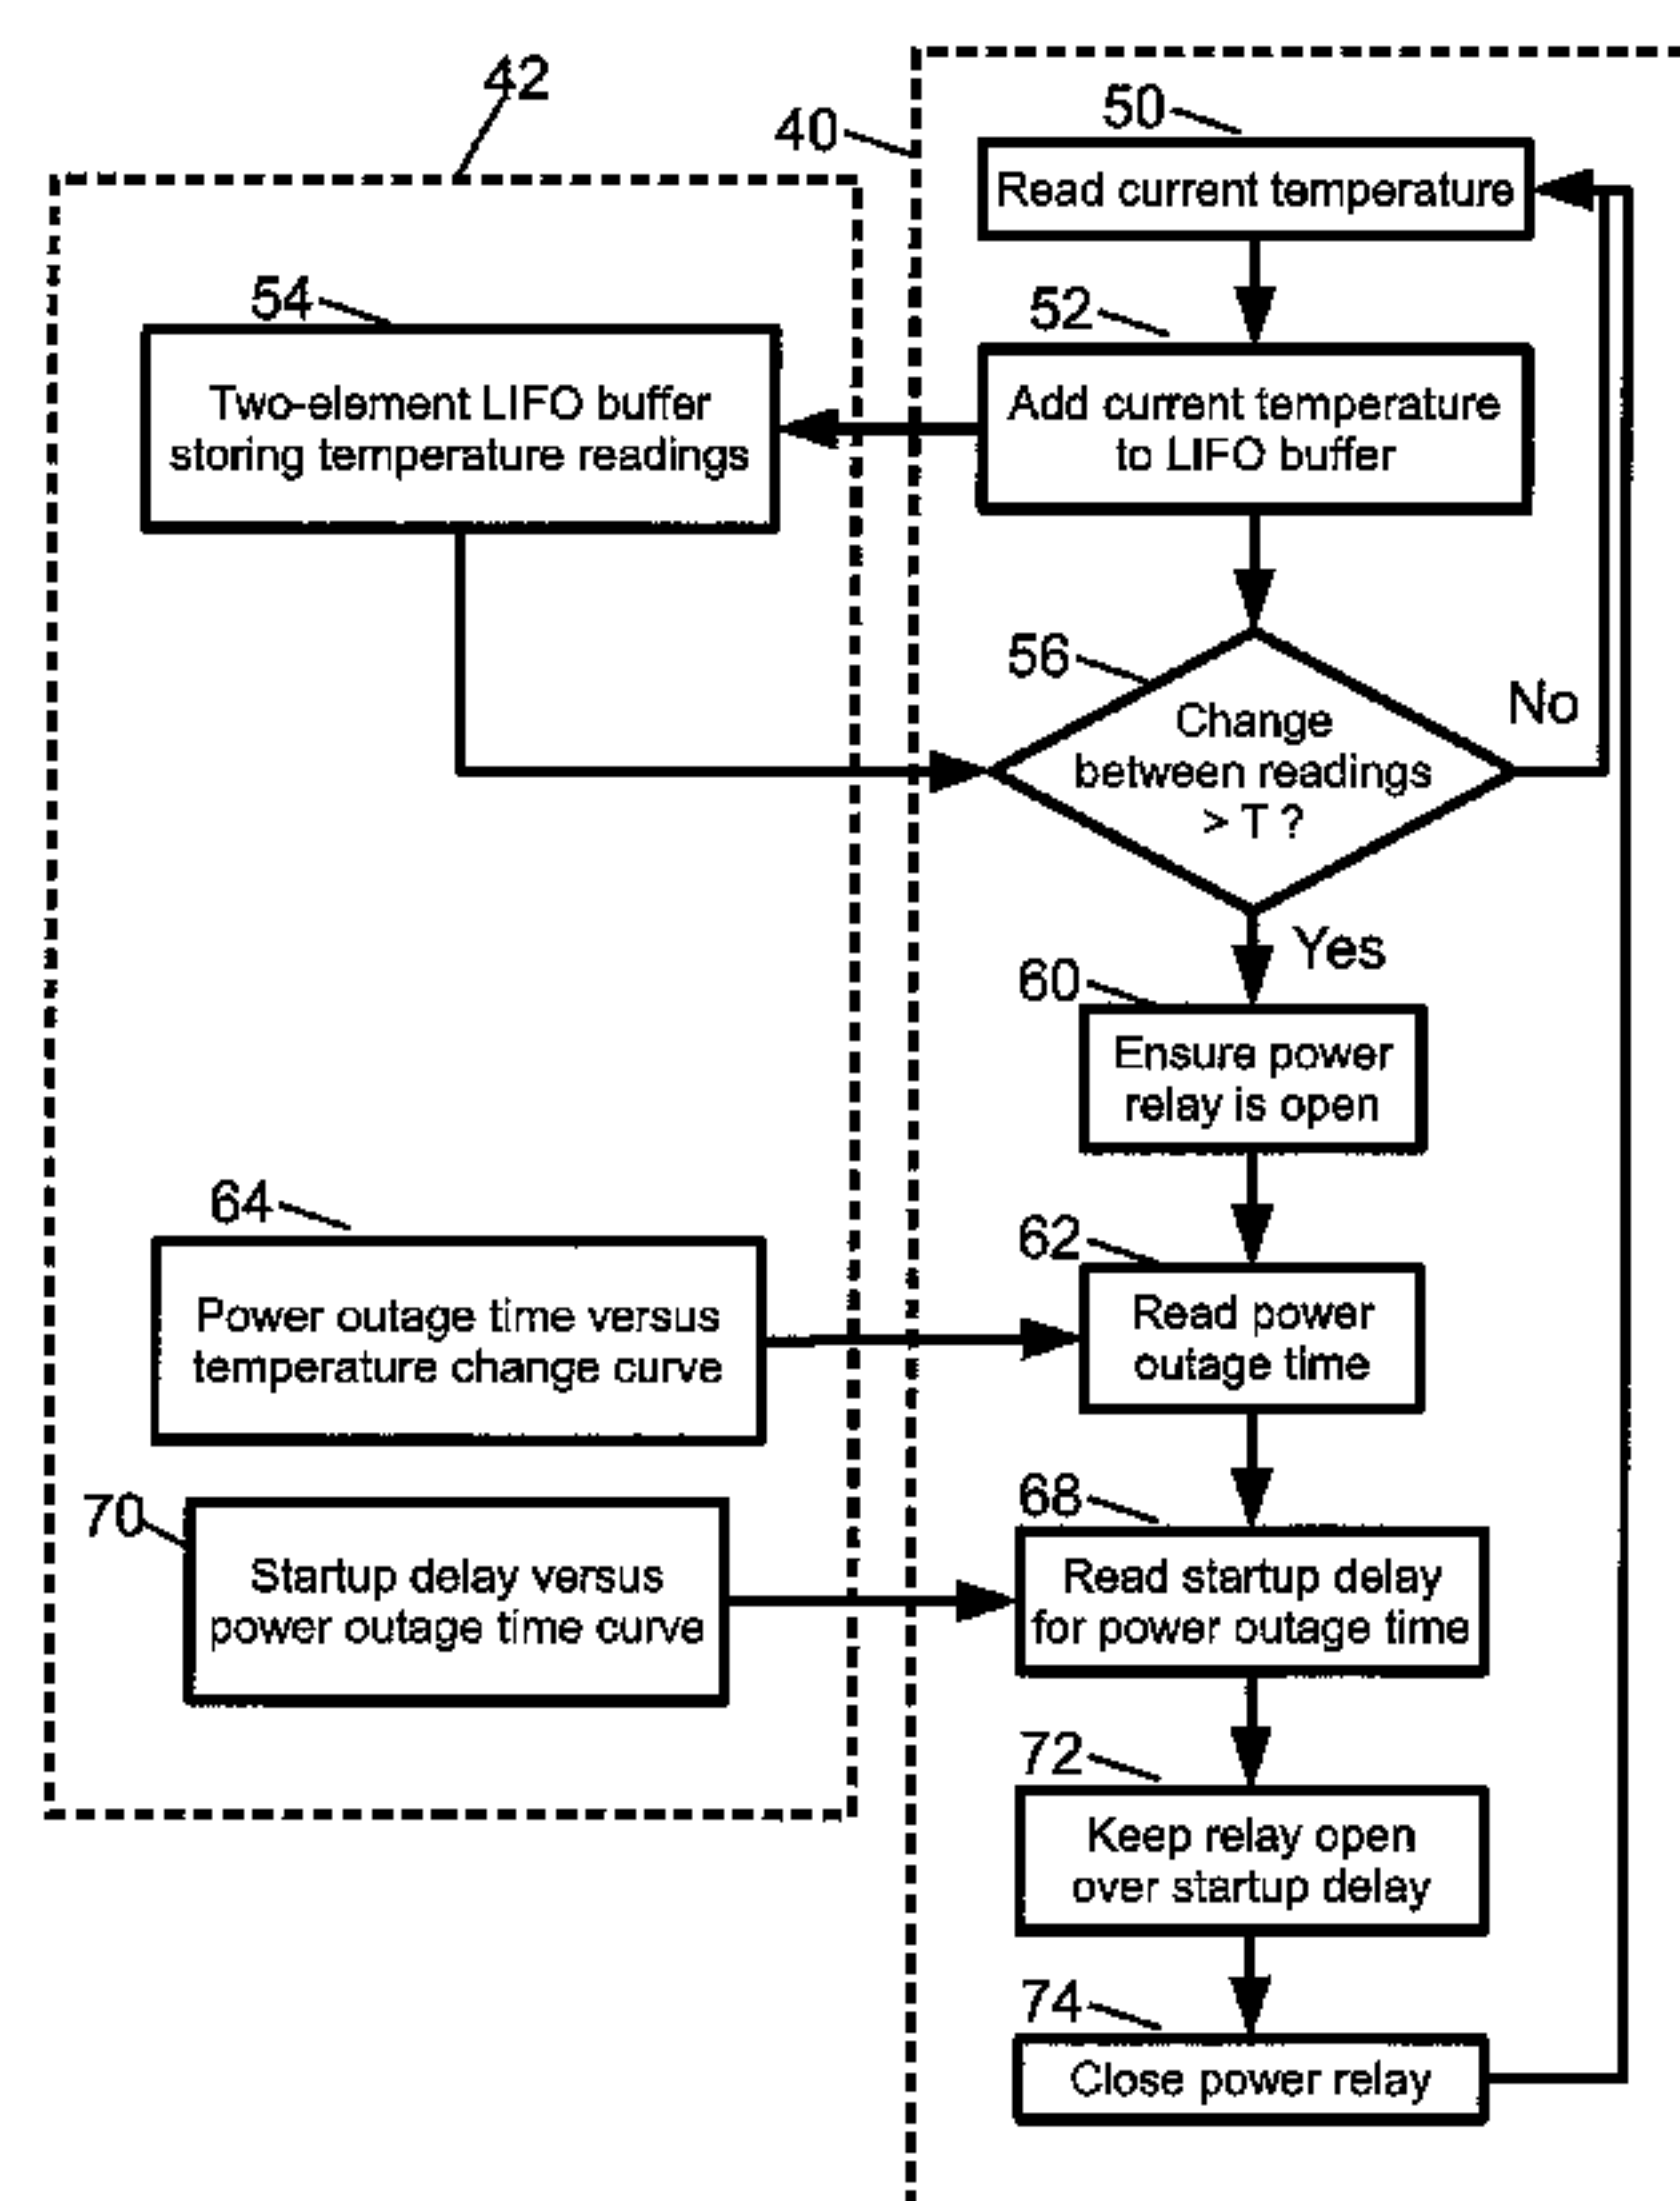 42
40
50
Read current temperature
54
52
Two-element LIFO buffer
storing temperature readings
Add current temperature
to LIFO buffer
56
Change
between readings
> T ?
No
Yes
60
Ensure power
relay is open
64
62
Power outage time versus
temperature change curve
Read power
outage time
70
68
Startup delay versus
power outage time curve
Read startup delay
for power outage time
72
Keep relay open
over startup delay
74
Close power relay